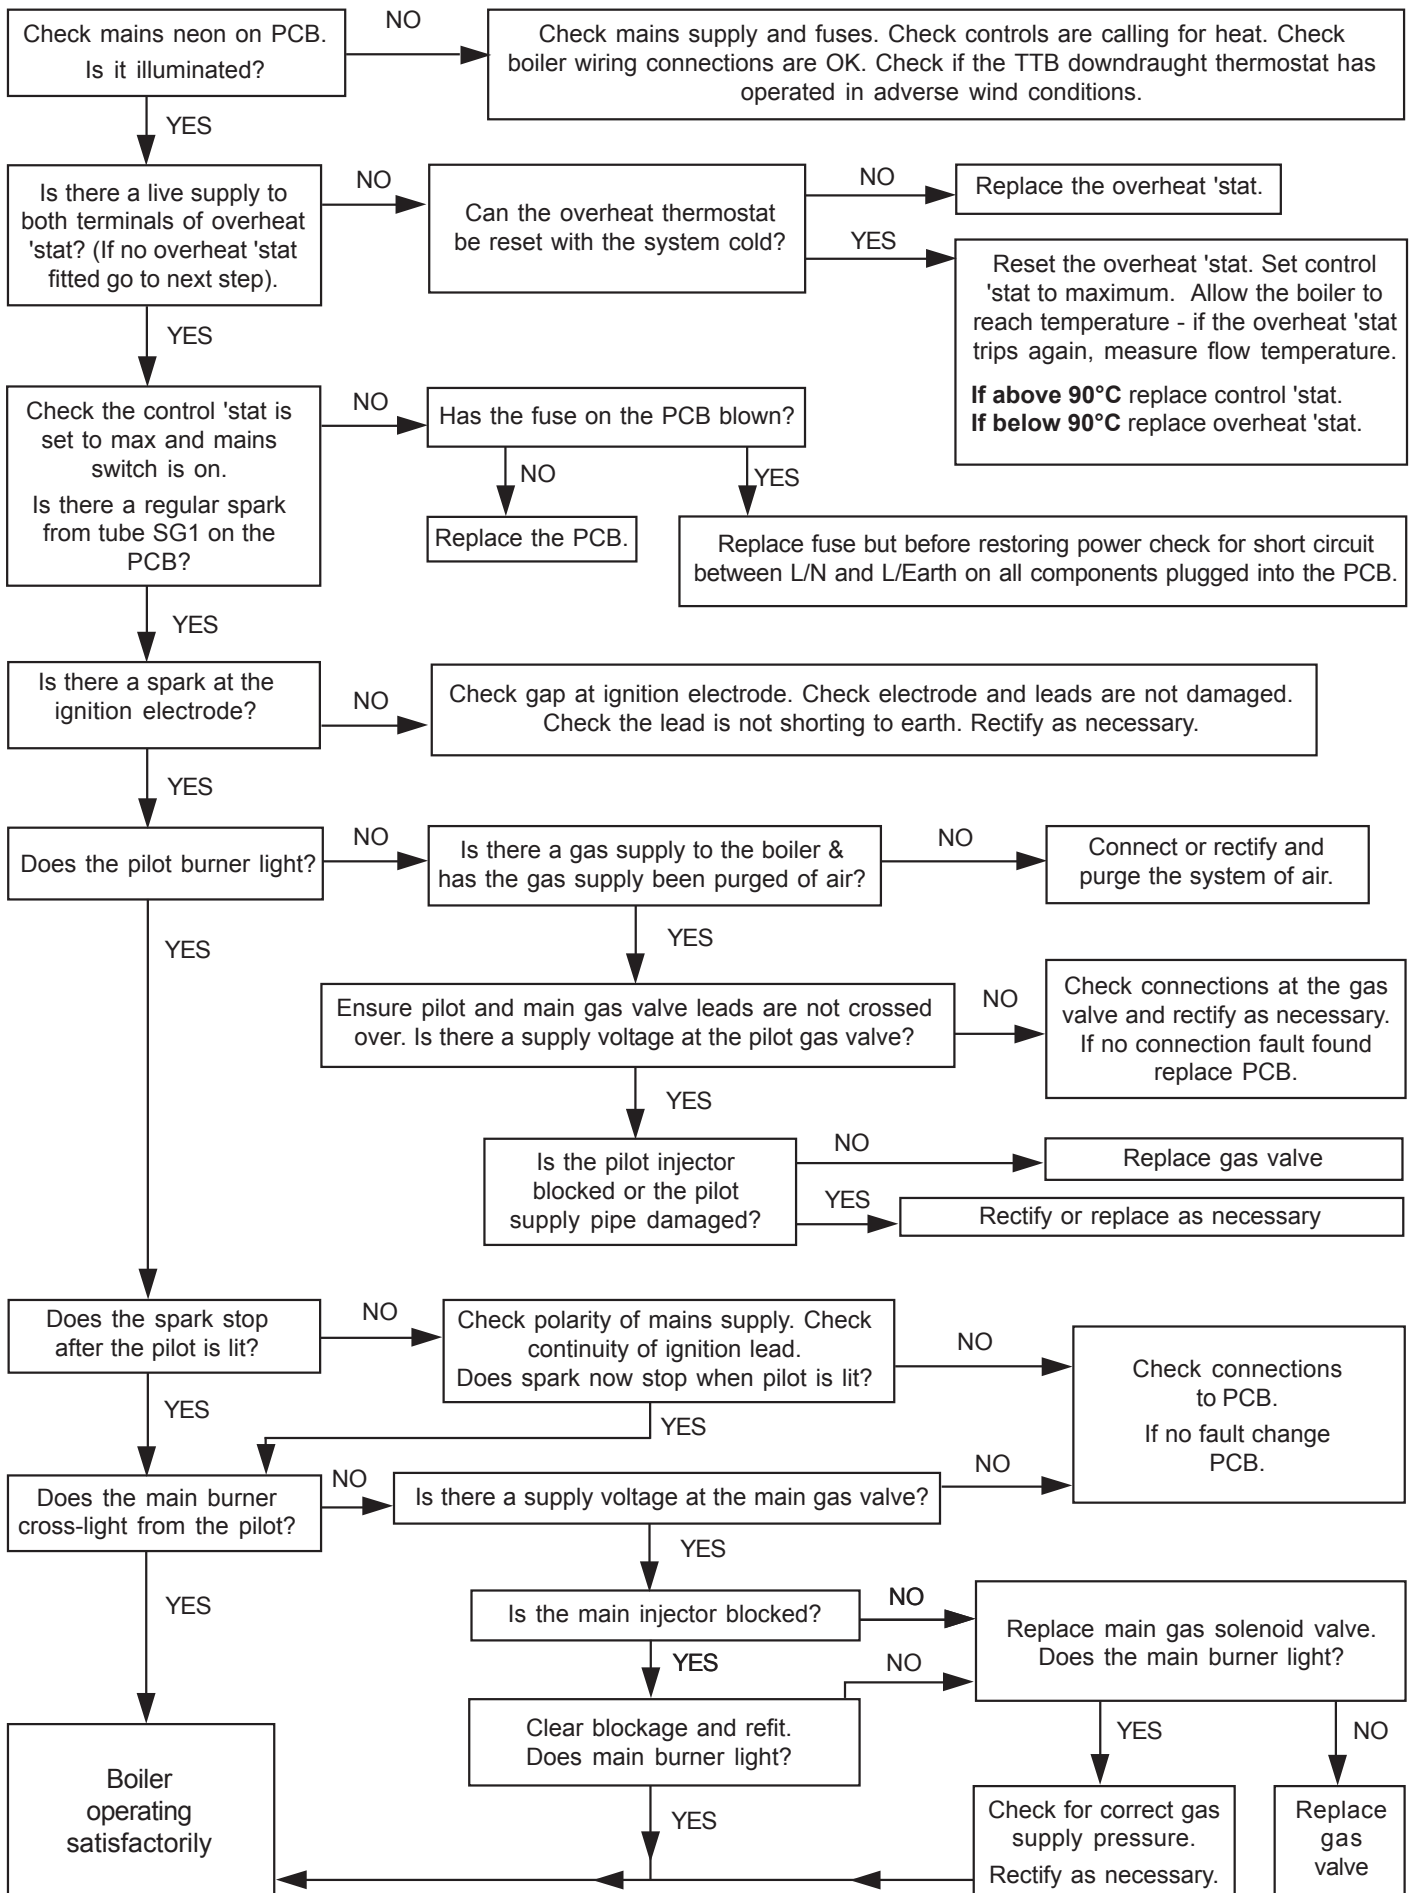 Check mains neon on PCB.
Is it illuminated?
NO
Check mains supply and fuses. Check controls are calling for heat. Check
boiler wiring connections are OK. Check if the TTB downdraught thermostat has
operated in adverse wind conditions.
YES
Is there a live supply to
both terminals of overheat
'stat? (If no overheat 'stat
fitted go to next step).
NO
Can the overheat thermostat
be reset with the system cold?
NO
Replace the overheat 'stat.
YES
Reset the overheat 'stat. Set control
'stat to maximum. Allow the boiler to
reach temperature - if the overheat 'stat
trips again, measure flow temperature.
If above 90°C replace control 'stat.
If below 90°C replace overheat 'stat.
YES
Check the control 'stat is
set to max and mains
switch is on.
Is there a regular spark
from tube SG1 on the
PCB?
NO
Has the fuse on the PCB blown?
NO
Replace the PCB.
YES
Replace fuse but before restoring power check for short circuit
between L/N and L/Earth on all components plugged into the PCB.
YES
Is there a spark at the
ignition electrode?
NO
Check gap at ignition electrode. Check electrode and leads are not damaged.
Check the lead is not shorting to earth. Rectify as necessary.
YES
Does the pilot burner light?
NO
Is there a gas supply to the boiler &
has the gas supply been purged of air?
NO
Connect or rectify and
purge the system of air.
YES
YES
Ensure pilot and main gas valve leads are not crossed
over. Is there a supply voltage at the pilot gas valve?
NO
Check connections at the gas
valve and rectify as necessary.
If no connection fault found
replace PCB.
YES
Is the pilot injector
blocked or the pilot
supply pipe damaged?
NO
Replace gas valve
YES
Rectify or replace as necessary
Does the spark stop
after the pilot is lit?
NO
Check polarity of mains supply. Check
continuity of ignition lead.
Does spark now stop when pilot is lit?
NO
Check connections
to PCB.
If no fault change
PCB.
YES
YES
Does the main burner
cross-light from the pilot?
NO
Is there a supply voltage at the main gas valve?
NO
YES
YES
Is the main injector blocked?
NO
Replace main gas solenoid valve.
Does the main burner light?
YES
NO
Clear blockage and refit.
Does main burner light?
YES
NO
Boiler
operating
satisfactorily
YES
Check for correct gas
supply pressure.
Rectify as necessary.
Replace
gas
valve